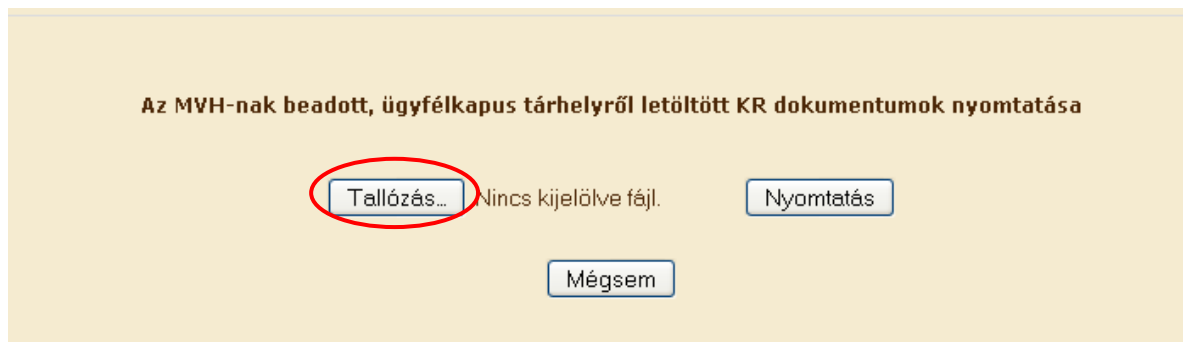 Az MVH-nak beadott, ügyfélkapus tárhelyről letöltött KR dokumentumok nyomtatása
Tallózás... Nincs kijelölve fájl. Nyomtatás
Mégsem